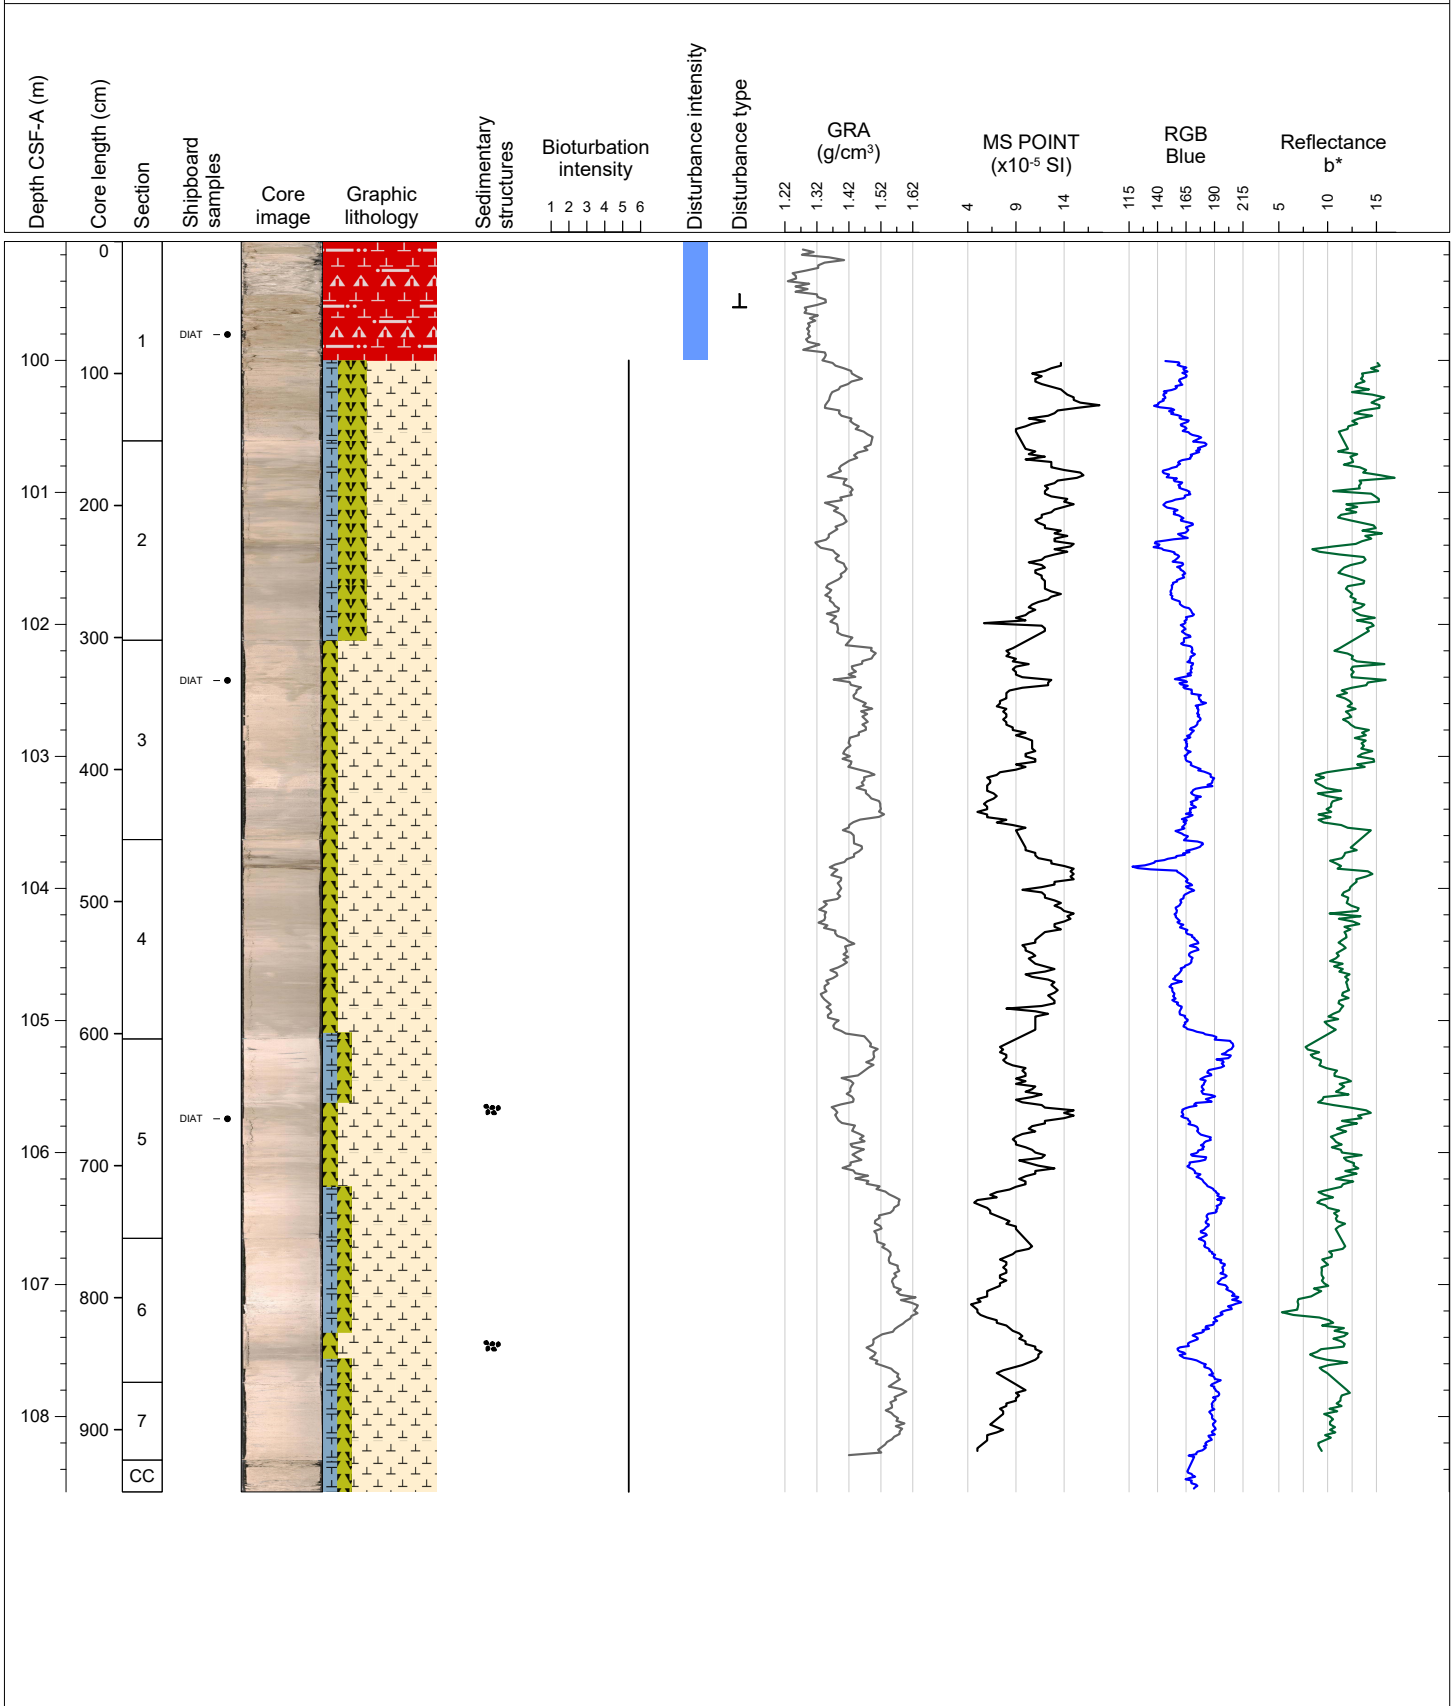 Depth CSF-A (m)
Core length (cm)
Section
Shipboard
samples
Core
image
Graphic
lithology
Sedimentary
structures
Bioturbation
intensity
1 2 3 4 5 6
Disturbance intensity
Disturbance type
GRA
(g/cm³)
1.22 1.32 1.42 1.52 1.62
MS POINT
(x10⁻⁵ SI)
4 9 14
RGB
Blue
115 140 165 190 215
Reflectance
b*
5 10 15
0
1
DIAT
100
100
101
200
2
102
300
DIAT
3
103
400
104
500
4
105
600
DIAT
5
106
700
107
800
6
108
7
900
CC